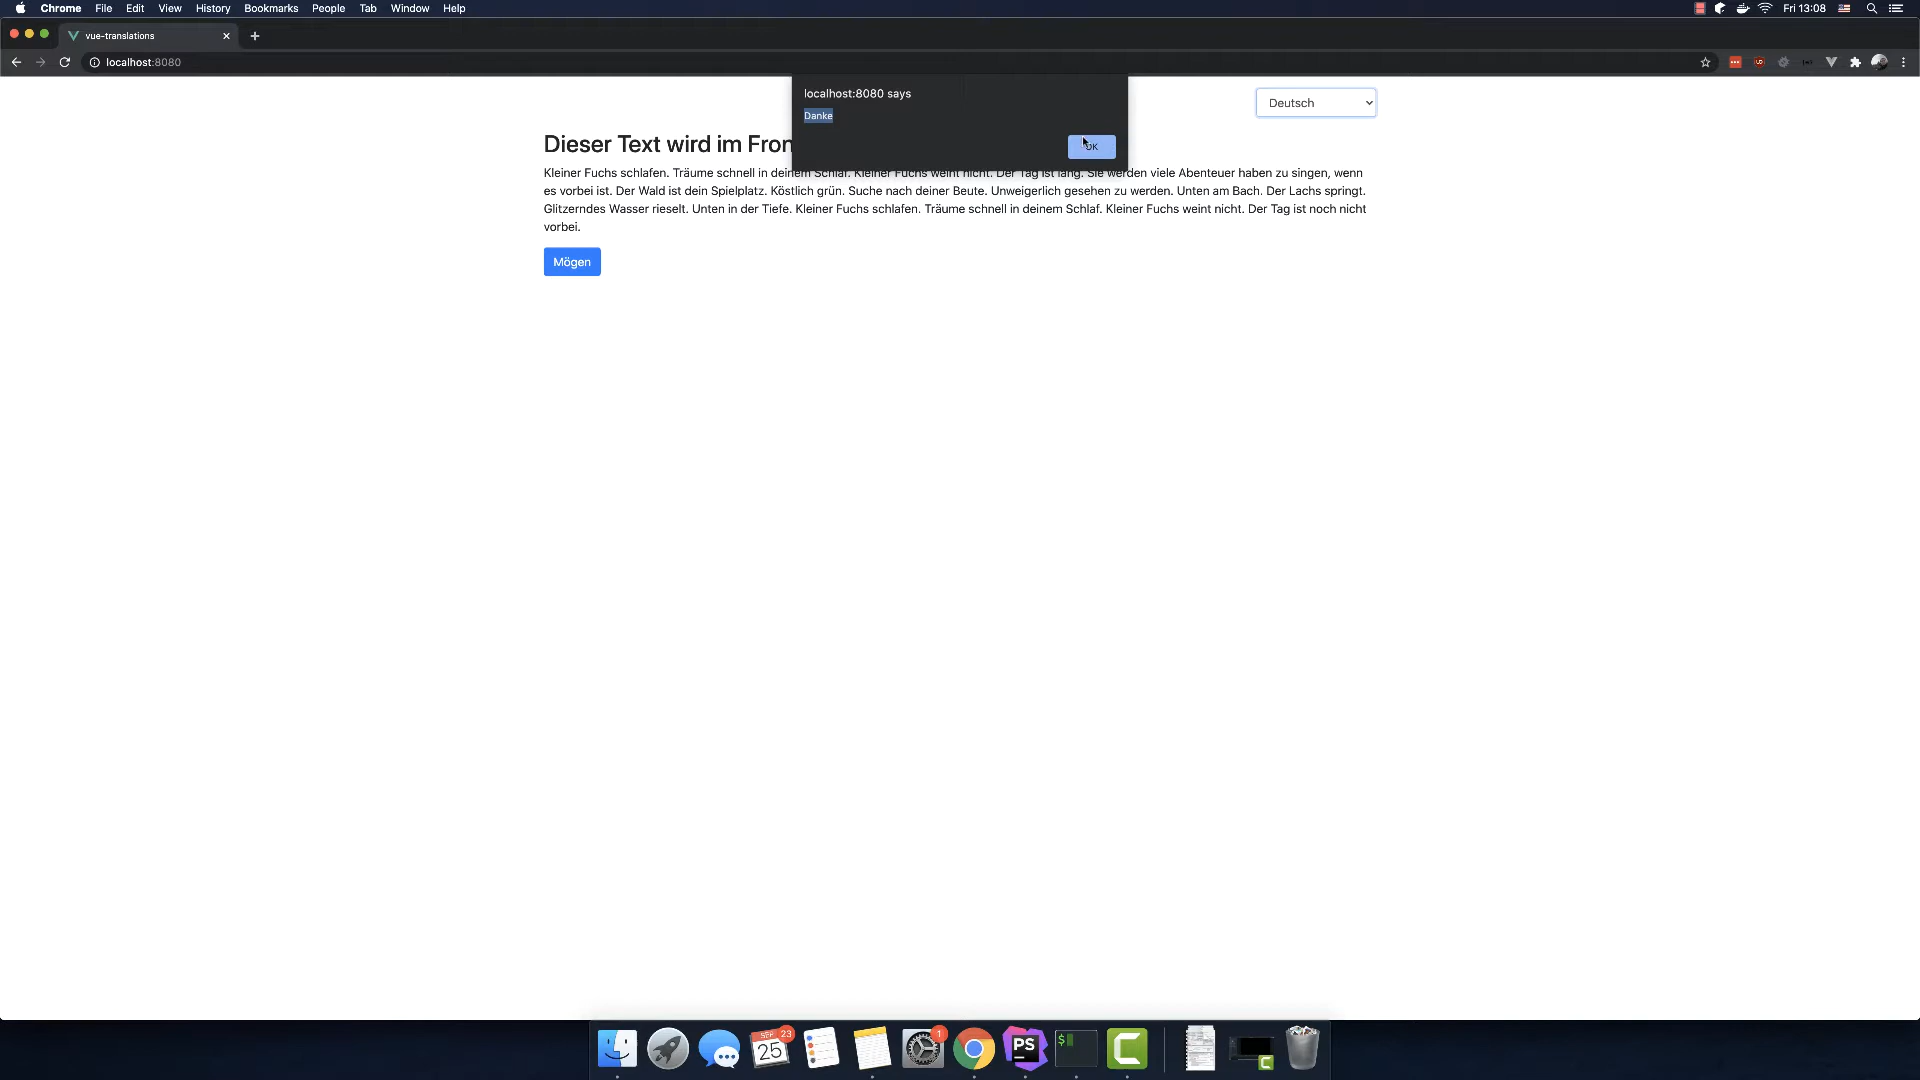 Chrome File Edit View History Bookmarks People Tab Window Help Fri 13:08
vue-translations
localhost:8080
localhost:8080 says
Danke
OK
Deutsch
Dieser Text wird im Fron
Kleiner Fuchs schlafen. Träume schnell in deinem Schlaf. Kleiner Fuchs weint nicht. Der Tag ist lang. Sie werden viele Abenteuer haben zu singen, wenn
es vorbei ist. Der Wald ist dein Spielplatz. Köstlich grün. Suche nach deiner Beute. Unweigerlich gesehen zu werden. Unten am Bach. Der Lachs springt.
Glitzerndes Wasser rieselt. Unten in der Tiefe. Kleiner Fuchs schlafen. Träume schnell in deinem Schlaf. Kleiner Fuchs weint nicht. Der Tag ist noch nicht
vorbei.
Mögen
SEP 23
25
1
PS
$